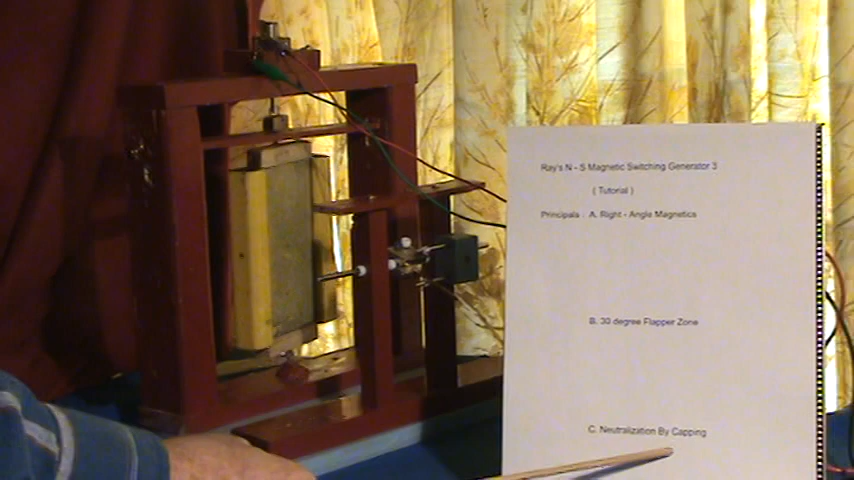 Ray's N - S Magnetic Switching Generator 3
( Tutorial )
Principals : A. Right - Angle Magnetics
B. 30 degree Flapper Zone
C. Neutralization By Capping